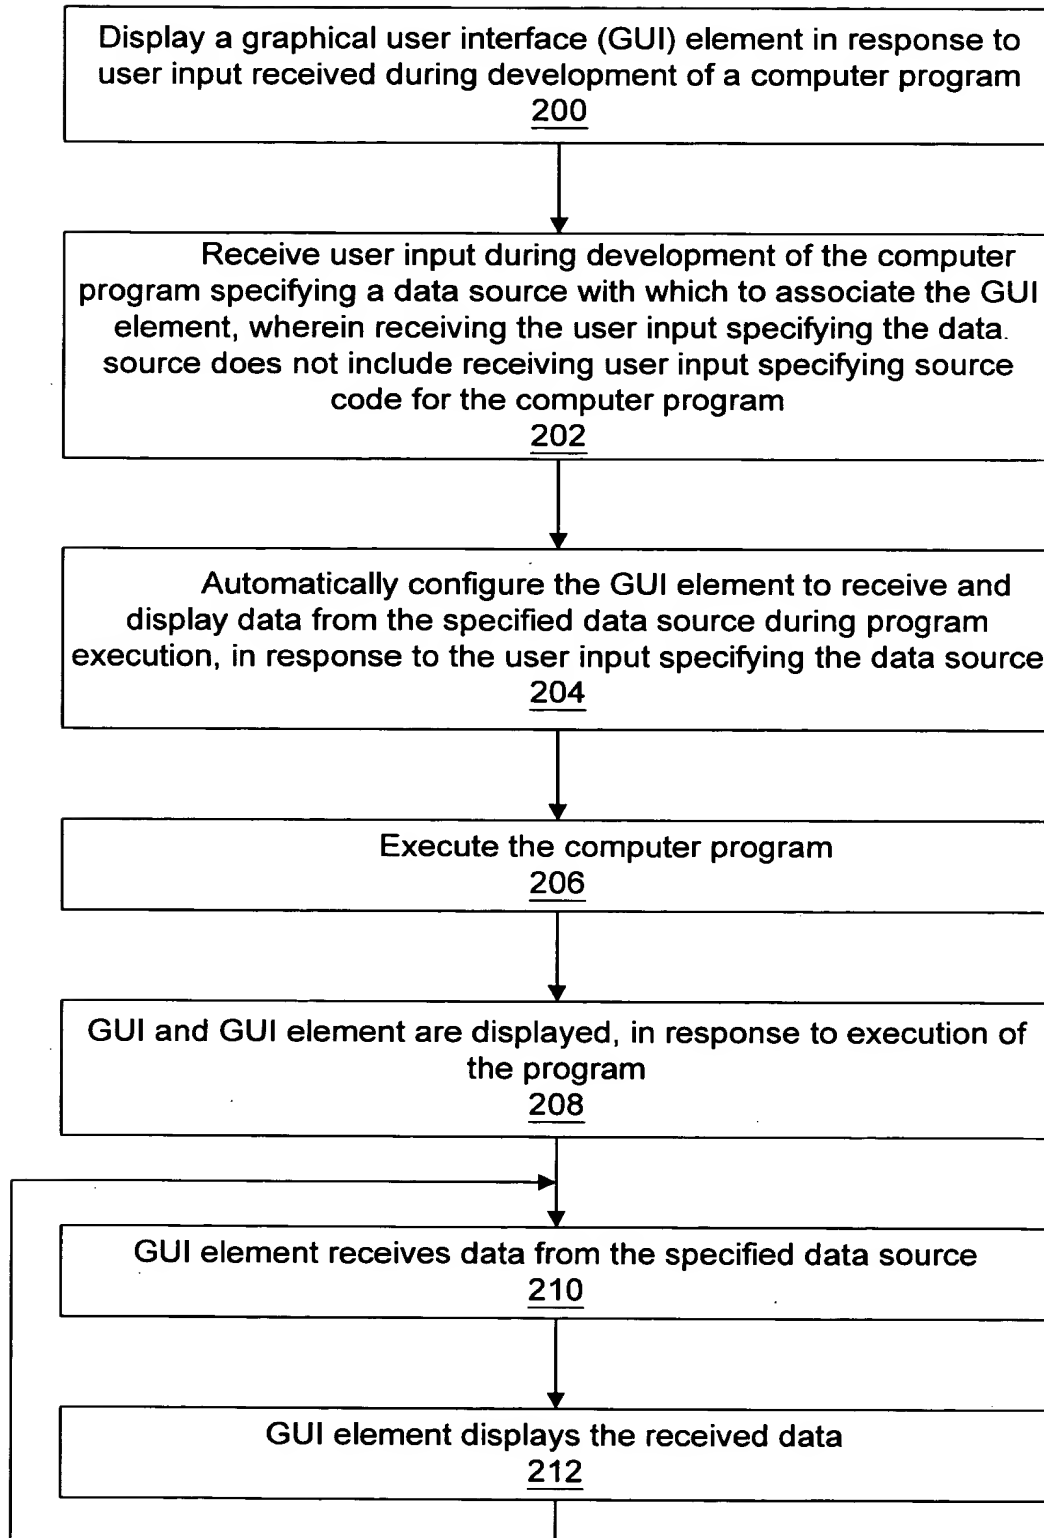 Display a graphical user interface (GUI) element in response to
user input received during development of a computer program
200
Receive user input during development of the computer
program specifying a data source with which to associate the GUI
element, wherein receiving the user input specifying the data
source does not include receiving user input specifying source
code for the computer program
202
Automatically configure the GUI element to receive and
display data from the specified data source during program
execution, in response to the user input specifying the data source
204
Execute the computer program
206
GUI and GUI element are displayed, in response to execution of
the program
208
GUI element receives data from the specified data source
210
GUI element displays the received data
212